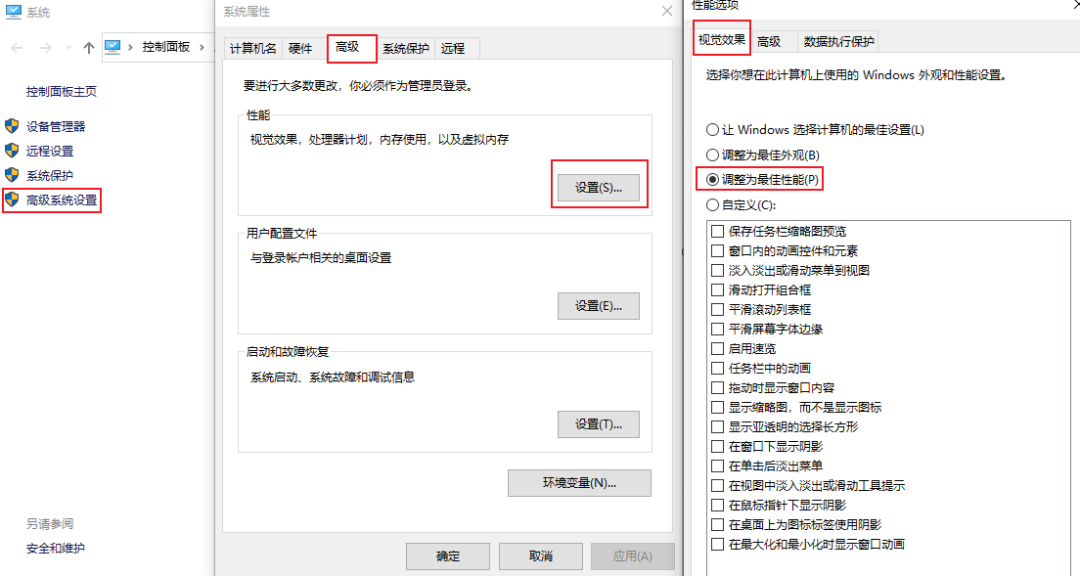 系统
控制面板
控制面板主页
设备管理器
远程设置
系统保护
高级系统设置
另请参阅
安全和维护
系统属性
计算机名
硬件
高级
系统保护
远程
要进行大多数更改，你必须作为管理员登录。
性能
视觉效果，处理器计划，内存使用，以及虚拟内存
设置(S)...
用户配置文件
与登录帐户相关的桌面设置
设置(E)...
启动和故障恢复
系统启动、系统故障和调试信息
设置(T)...
环境变量(N)...
确定
取消
应用(A)
性能选项
视觉效果
高级
数据执行保护
选择你想在此计算机上使用的 Windows 外观和性能设置。
让 Windows 选择计算机的最佳设置(L)
调整为最佳外观(B)
调整为最佳性能(P)
自定义(C):
保存任务栏缩略图预览
窗口内的动画控件和元素
淡入淡出或滑动菜单到视图
滑动打开组合框
平滑滚动列表框
平滑屏幕字体边缘
启用速览
任务栏中的动画
拖动时显示窗口内容
显示缩略图，而不是显示图标
显示亚透明的选择长方形
在窗口下显示阴影
在单击后淡出菜单
在视图中淡入淡出或滑动工具提示
在鼠标指针下显示阴影
在桌面上为图标标签使用阴影
在最大化和最小化时显示窗口动画